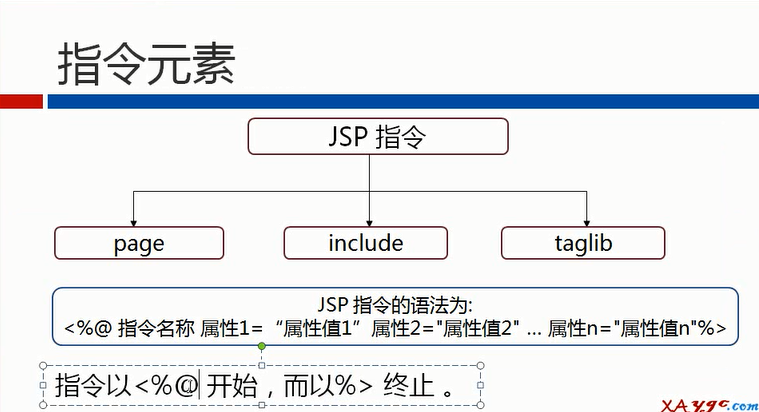 指令元素
JSP 指令
page
include
taglib
JSP 指令的语法为:
<%@ 指令名称 属性1= “属性值1” 属性2="属性值2" ... 属性n="属性值n"%>
指令以<%@ 开始，而以%> 终止 。
XAygc.com